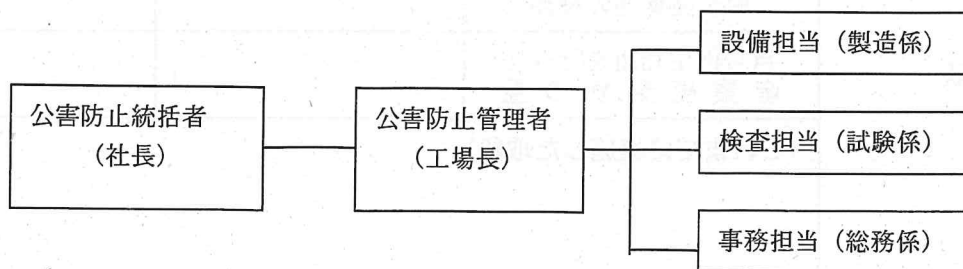 設備担当(製造係)
公害防止統括者
(社長)
公害防止管理者
(工場長)
検査担当(試験係)
事務担当(総務係)